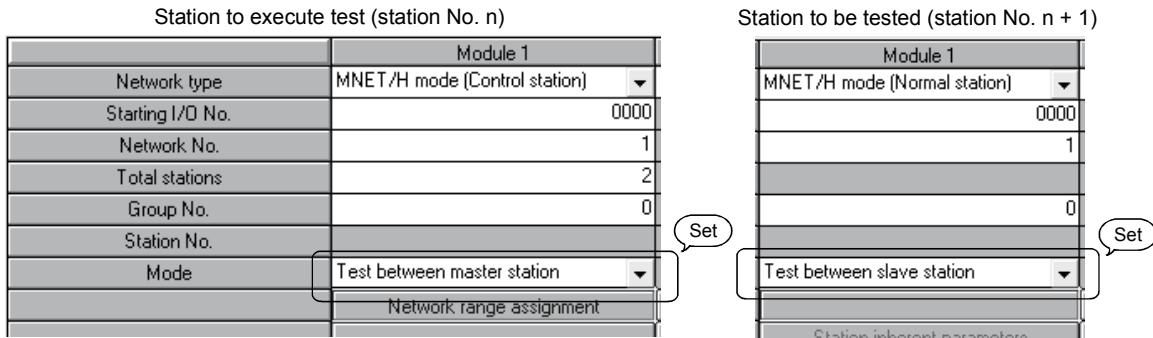 Station to execute test (station No. n)
Module 1
Network type MNET/H mode (Control station)
Starting I/O No. 0000
Network No. 1
Total stations 2
Group No. 0
Station No.
Mode Test between master station
Network range assignment
Set
Station to be tested (station No. n + 1)
Module 1
MNET/H mode (Normal station)
0000
1
0
Test between slave station
Station inherent parameters
Set